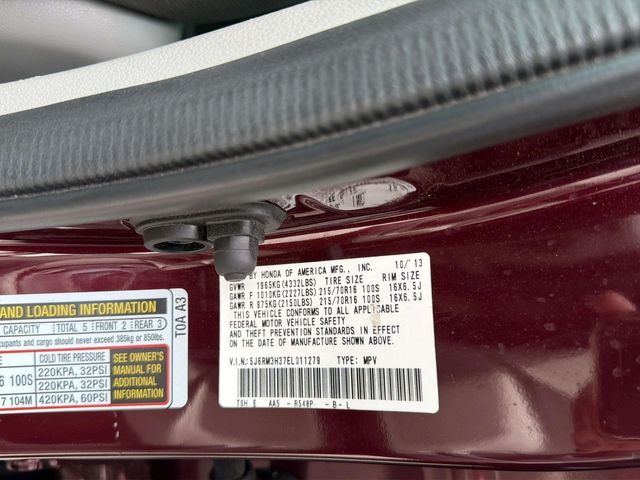 BY HONDA OF AMERICA MFG., INC. 10/'13
GVWR 1965KG(4332LBS) TIRE SIZE RIM SIZE
GAWR F 1010KG(2227LBS) 215/70R16 100S 16X6.5J
GAWR R 975KG(2150LBS) 215/70R16 100S 16X6.5J
THIS VEHICLE CONFORMS TO ALL APPLICABLE
FEDERAL MOTOR VEHICLE SAFETY
AND THEFT PREVENTION STANDARDS IN EFFECT
ON THE DATE OF MANUFACTURE SHOWN ABOVE.
V.I.N.: 5J6RM3H37EL011279 TYPE: MPV
T0H E AA5 - R548P - B - L
AND LOADING INFORMATION
CAPACITY TOTAL 5 FRONT 2 REAR 3
cupants and cargo should never exceed 385kg or 850lbs.
COLD TIRE PRESSURE
6 100S 220KPA, 32PSI
220KPA, 32PSI
7 104M 420KPA, 60PSI
SEE OWNER'S
MANUAL FOR
ADDITIONAL
INFORMATION
T0A A3